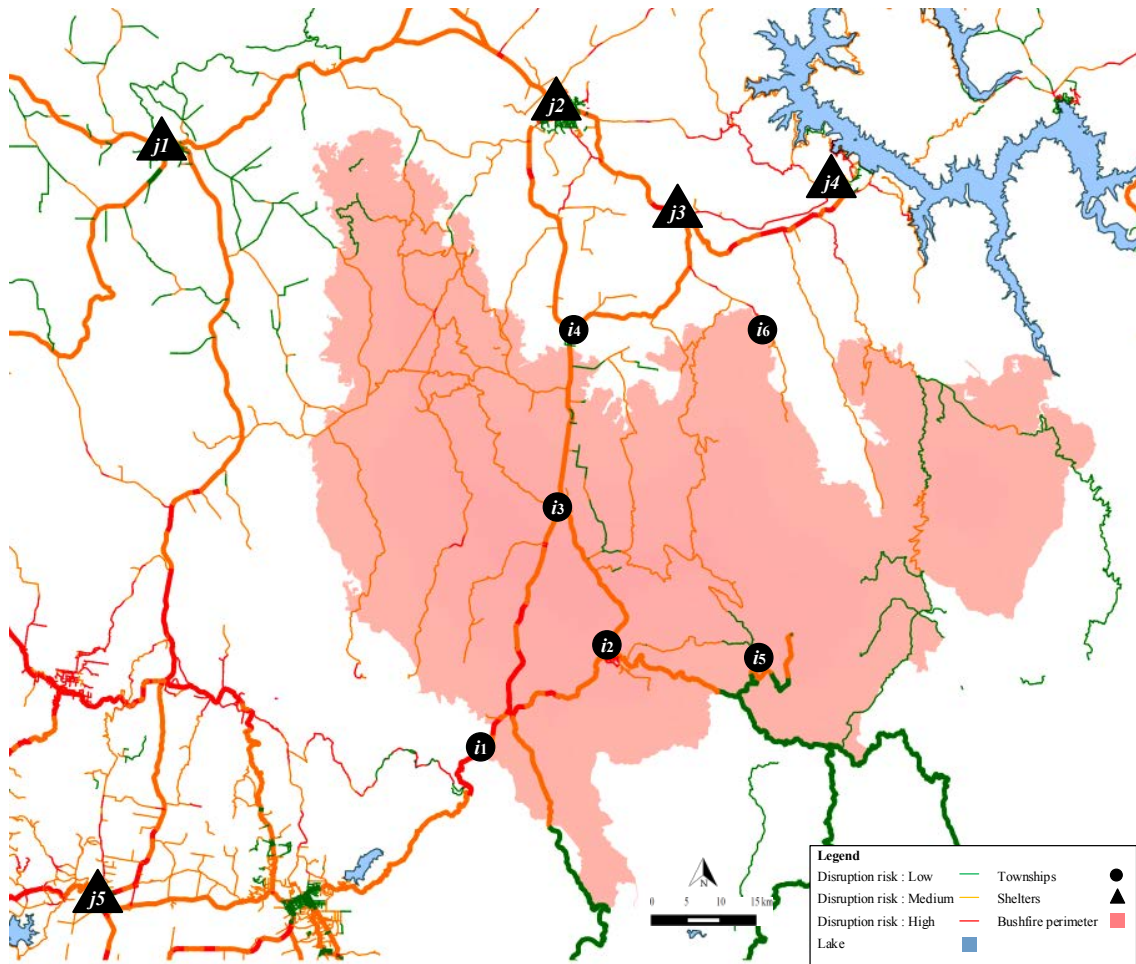 j2
j1
j4
j3
i4
i6
i3
i2
i5
i1
j5
N
0 5 10 15 km
Legend
Disruption risk : Low Townships
Disruption risk : Medium Shelters
Disruption risk : High Bushfire perimeter
Lake